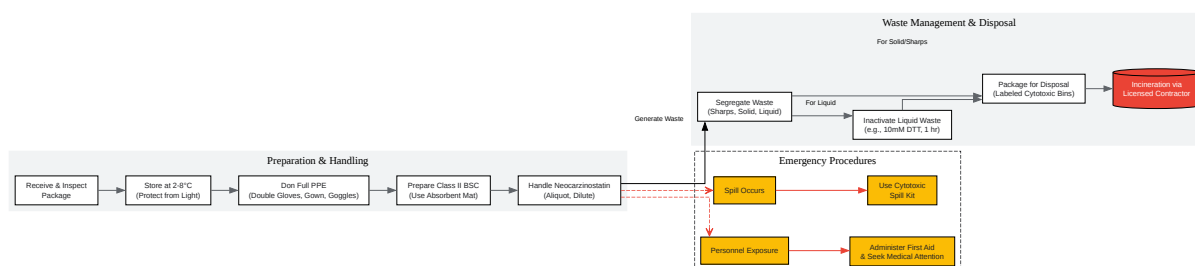 Waste Management & Disposal
For Solid/Sharps
Segregate Waste
(Sharps, Solid, Liquid)
For Liquid
Inactivate Liquid Waste
(e.g., 10mM DTT, 1 hr)
Package for Disposal
(Labeled Cytotoxic Bins)
Incineration via
Licensed Contractor
Generate Waste
Preparation & Handling
Receive & Inspect
Package
Store at 2-8°C
(Protect from Light)
Don Full PPE
(Double Gloves, Gown, Goggles)
Prepare Class II BSC
(Use Absorbent Mat)
Handle Neocarzinostatin
(Aliquot, Dilute)
Emergency Procedures
Spill Occurs
Use Cytotoxic
Spill Kit
Personnel Exposure
Administer First Aid
& Seek Medical Attention